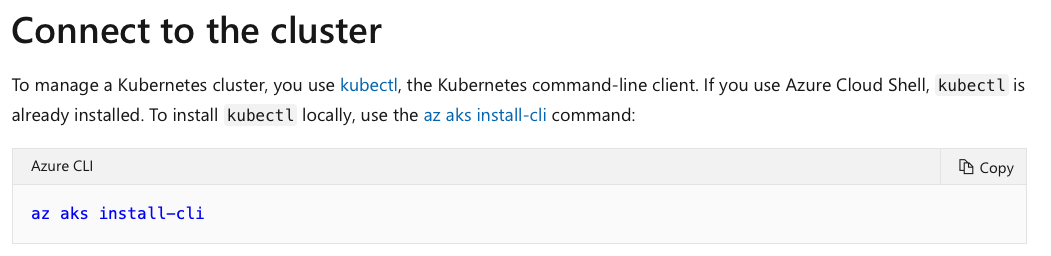 Connect to the cluster
To manage a Kubernetes cluster, you use kubectl, the Kubernetes command-line client. If you use Azure Cloud Shell, kubectl is
already installed. To install kubectl locally, use the az aks install-cli command:
Azure CLI
Copy
az aks install-cli